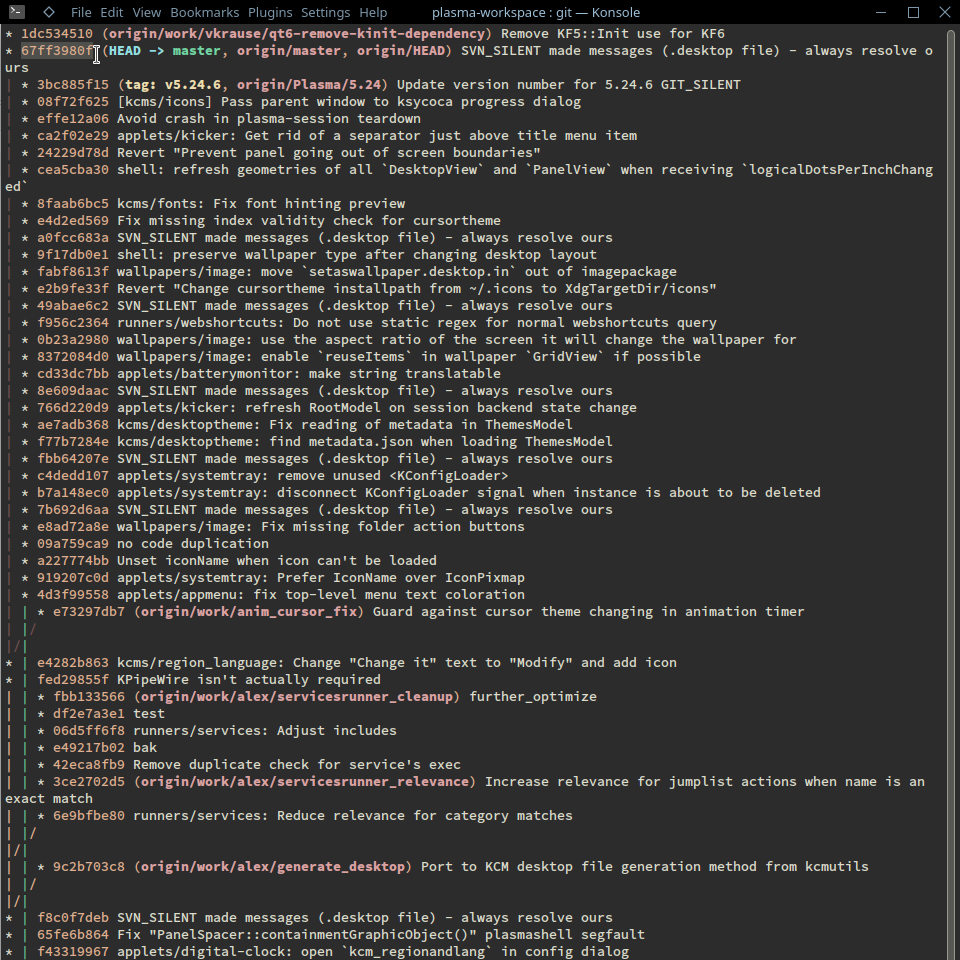 File Edit View Bookmarks Plugins Settings Help plasma-workspace : git — Konsole
* 1dc534510 (origin/work/vkrause/qt6-remove-kinit-dependency) Remove KF5::Init use for KF6
* 67ff3980f (HEAD -> master, origin/master, origin/HEAD) SVN_SILENT made messages (.desktop file) - always resolve o
urs
| * 3bc885f15 (tag: v5.24.6, origin/Plasma/5.24) Update version number for 5.24.6 GIT_SILENT
| * 08f72f625 [kcms/icons] Pass parent window to ksycoca progress dialog
| * effe12a06 Avoid crash in plasma-session teardown
| * ca2f02e29 applets/kicker: Get rid of a separator just above title menu item
| * 24229d78d Revert "Prevent panel going out of screen boundaries"
| * cea5cba30 shell: refresh geometries of all `DesktopView` and `PanelView` when receiving `logicalDotsPerInchChang
ed`
| * 8faab6bc5 kcms/fonts: Fix font hinting preview
| * e4d2ed569 Fix missing index validity check for cursortheme
| * a0fcc683a SVN_SILENT made messages (.desktop file) - always resolve ours
| * 9f17db0e1 shell: preserve wallpaper type after changing desktop layout
| * fabf8613f wallpapers/image: move `setaswallpaper.desktop.in` out of imagepackage
| * e2b9fe33f Revert "Change cursortheme installpath from ~/.icons to XdgTargetDir/icons"
| * 49abae6c2 SVN_SILENT made messages (.desktop file) - always resolve ours
| * f956c2364 runners/webshortcuts: Do not use static regex for normal webshortcuts query
| * 0b23a2980 wallpapers/image: use the aspect ratio of the screen it will change the wallpaper for
| * 8372084d0 wallpapers/image: enable `reuseItems` in wallpaper `GridView` if possible
| * cd33dc7bb applets/batterymonitor: make string translatable
| * 8e609daac SVN_SILENT made messages (.desktop file) - always resolve ours
| * 766d220d9 applets/kicker: refresh RootModel on session backend state change
| * ae7adb368 kcms/desktoptheme: Fix reading of metadata in ThemesModel
| * f77b7284e kcms/desktoptheme: find metadata.json when loading ThemesModel
| * fbb64207e SVN_SILENT made messages (.desktop file) - always resolve ours
| * c4dedd107 applets/systemtray: remove unused <KConfigLoader>
| * b7a148ec0 applets/systemtray: disconnect KConfigLoader signal when instance is about to be deleted
| * 7b692d6aa SVN_SILENT made messages (.desktop file) - always resolve ours
| * e8ad72a8e wallpapers/image: Fix missing folder action buttons
| * 09a759ca9 no code duplication
| * a227774bb Unset iconName when icon can't be loaded
| * 919207c0d applets/systemtray: Prefer IconName over IconPixmap
| * 4d3f99558 applets/appmenu: fix top-level menu text coloration
| | * e73297db7 (origin/work/anim_cursor_fix) Guard against cursor theme changing in animation timer
| |/
|/|
* | e4282b863 kcms/region_language: Change "Change it" text to "Modify" and add icon
* | fed29855f KPipeWire isn't actually required
| | * fbb133566 (origin/work/alex/servicesrunner_cleanup) further_optimize
| | * df2e7a3e1 test
| | * 06d5ff6f8 runners/services: Adjust includes
| | * e49217b02 bak
| | * 42eca8fb9 Remove duplicate check for service's exec
| | * 3ce2702d5 (origin/work/alex/servicesrunner_relevance) Increase relevance for jumplist actions when name is an
exact match
| | * 6e9bfbe80 runners/services: Reduce relevance for category matches
| |/
|/|
| | * 9c2b703c8 (origin/work/alex/generate_desktop) Port to KCM desktop file generation method from kcmutils
| |/
|/|
* | f8c0f7deb SVN_SILENT made messages (.desktop file) - always resolve ours
* | 65fe6b864 Fix "PanelSpacer::containmentGraphicObject()" plasmashell segfault
* | f43319967 applets/digital-clock: open `kcm_regionandlang` in config dialog